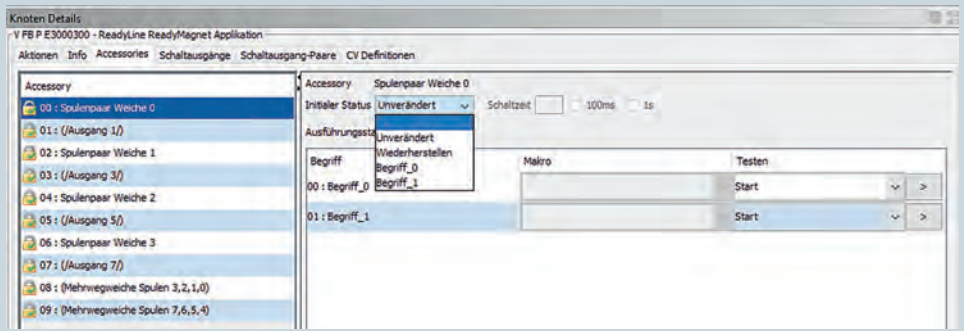 Knoten Details
V FB P E3000300 - ReadyLine ReadyMagnet Applikation
Aktionen Info Accessories Schaltausgänge Schaltausgang-Paare CV Definitionen
Accessory
00 : Spulenpaar Weiche 0
01 : (/Ausgang 1/)
02 : Spulenpaar Weiche 1
03 : (/Ausgang 3/)
04 : Spulenpaar Weiche 2
05 : (/Ausgang 5/)
06 : Spulenpaar Weiche 3
07 : (/Ausgang 7/)
08 : (Mehrwegweiche Spulen 3,2,1,0)
09 : (Mehrwegweiche Spulen 7,6,5,4)
Accessory Spulenpaar Weiche 0
Initialer Status Unverändert Schaltzeit 100ms 1s
Ausführungssta
Unverändert
Wiederherstellen
Begriff_0
Begriff_1
Begriff Makro Testen
00 : Begriff_0 Start >
01 : Begriff_1 Start >